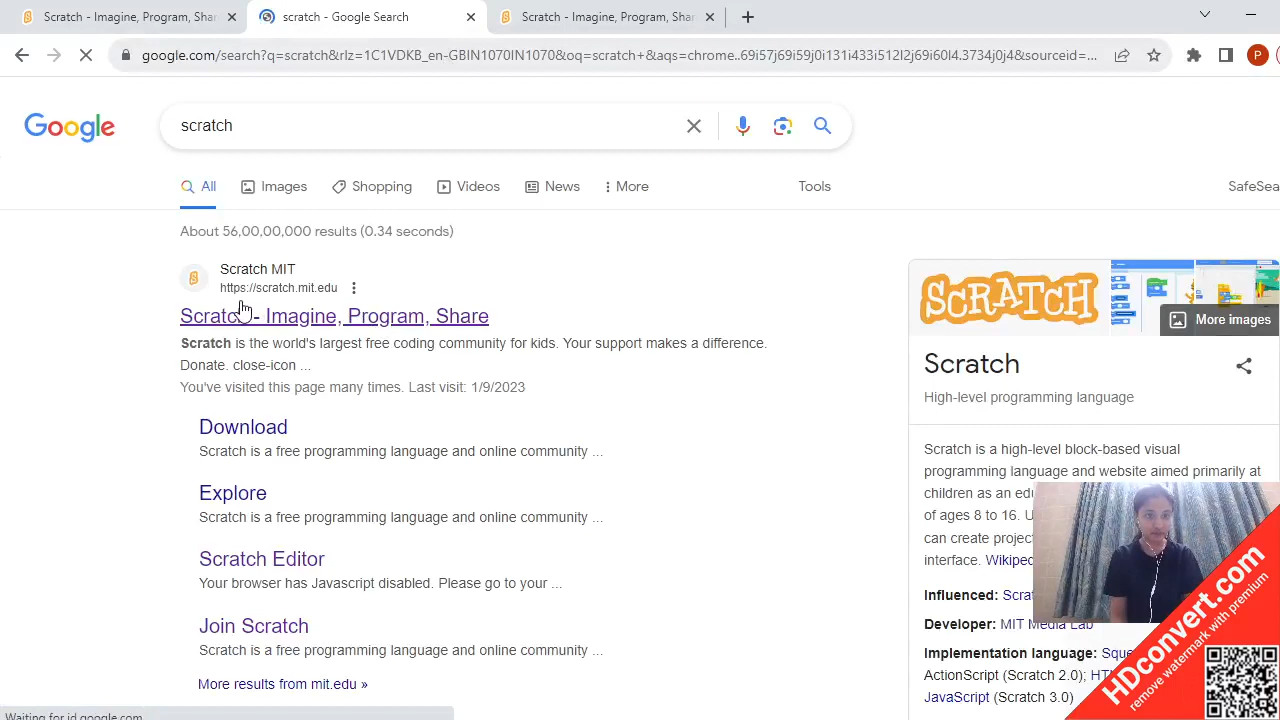 Scratch - Imagine, Program, Shar
scratch - Google Search
Scratch - Imagine, Program, Shar
google.com/search?q=scratch&rlz=1C1VDKB_en-GBIN1070IN1070&oq=scratch+&aqs=chrome..69i57j69i59j0i131i433i512l2j69i60l4.3734j0j4&sourceid=...
P
Google
scratch
All
Images
Shopping
Videos
News
More
Tools
SafeSea
About 56,00,00,000 results (0.34 seconds)
Scratch MIT
https://scratch.mit.edu
Scratch - Imagine, Program, Share
Scratch is the world's largest free coding community for kids. Your support makes a difference.
Donate. close-icon ...
You've visited this page many times. Last visit: 1/9/2023
Download
Scratch is a free programming language and online community ...
Explore
Scratch is a free programming language and online community ...
Scratch Editor
Your browser has Javascript disabled. Please go to your ...
Join Scratch
Scratch is a free programming language and online community ...
More results from mit.edu »
SCRATCH
More images
Scratch
High-level programming language
Scratch is a high-level block-based visual
programming language and website aimed primarily at
children as an edu
of ages 8 to 16. U
can create project
interface. Wikiped
Influenced: Scrat
Developer: MIT Media Lab
Implementation language: Sque
ActionScript (Scratch 2.0); HT
JavaScript (Scratch 3.0)
HDconvert.com
remove watermark with premium
Waiting for id.google.com